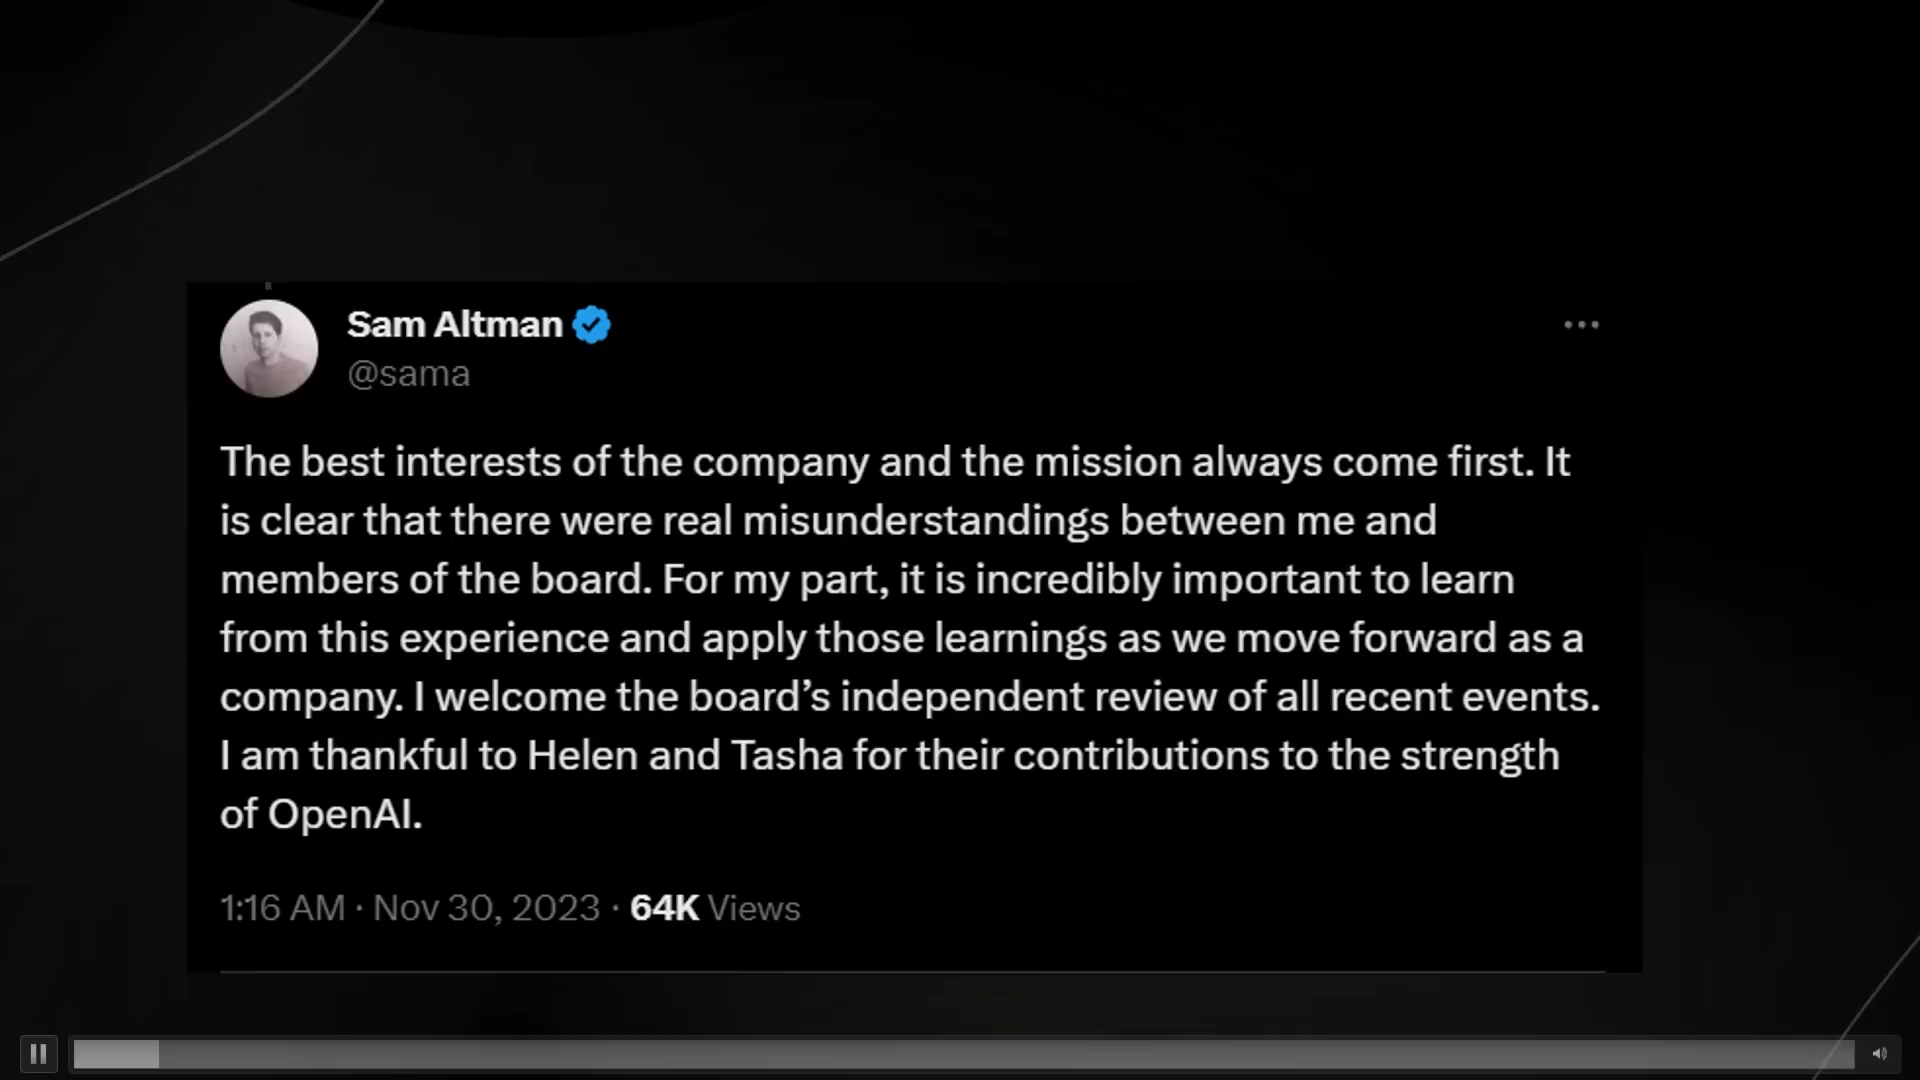 Sam Altman
@sama
The best interests of the company and the mission always come first. It
is clear that there were real misunderstandings between me and
members of the board. For my part, it is incredibly important to learn
from this experience and apply those learnings as we move forward as a
company. I welcome the board’s independent review of all recent events.
I am thankful to Helen and Tasha for their contributions to the strength
of OpenAI.
1:16 AM · Nov 30, 2023 · 64K Views